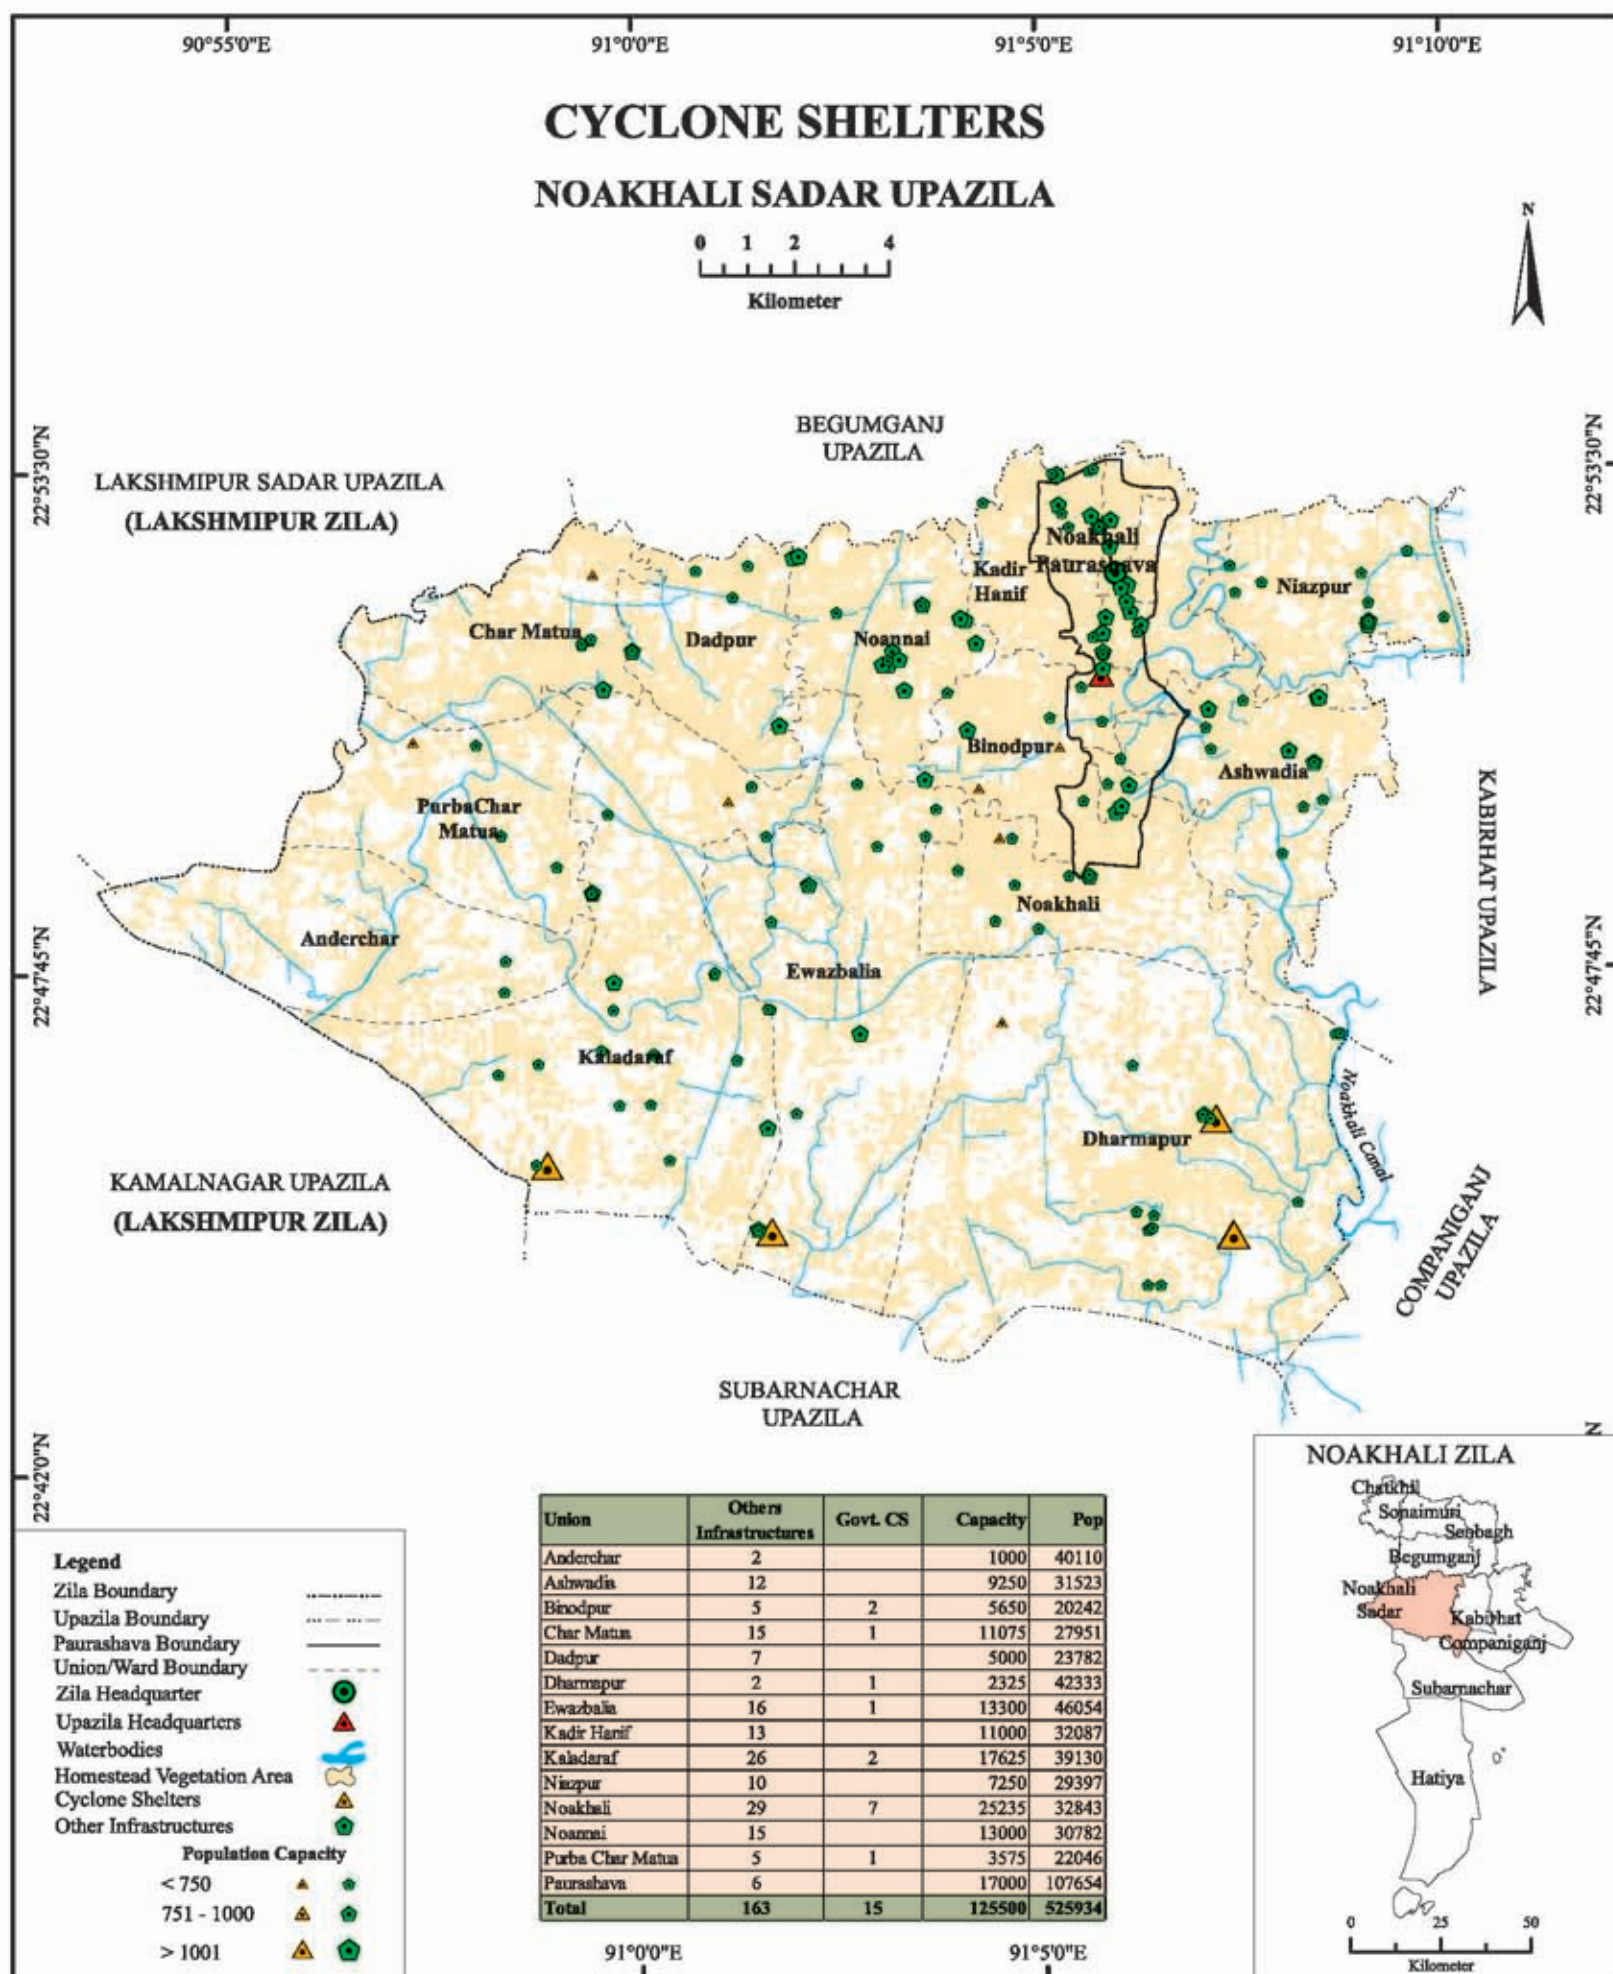 90°55'0"E
91°0'0"E
91°5'0"E
91°10'0"E
CYCLONE SHELTERS
NOAKHALI SADAR UPAZILA
0 1 2 4
Kilometer
N
BEGUMGANJ
UPAZILA
LAKSHMIPUR SADAR UPAZILA
(LAKSHMIPUR ZILA)
22°53'30"N
22°53'30"N
Noakhali
Paurashava
Kadir
Hanif
Niazpur
Char Matua
Dadpur
Noannai
Binodpur
Ashwadia
PurbaChar
Matua
KABIRHAT UPAZILA
Noakhali
Anderchar
Ewazbalia
22°47'45"N
22°47'45"N
Kaladaraf
Noakhali Canal
Dharmapur
KAMALNAGAR UPAZILA
(LAKSHMIPUR ZILA)
COMPANIGANJ
UPAZILA
SUBARNACHAR
UPAZILA
22°42'0"N
N
Union Others Infrastructures Govt. CS Capacity Pop
Anderchar 2 1000 40110
Ashwadia 12 9250 31523
Binodpur 5 2 5650 20242
Char Matua 15 1 11075 27951
Dadpur 7 5000 23782
Dharmapur 2 1 2325 42333
Ewazbalia 16 1 13300 46054
Kadir Hanif 13 11000 32087
Kaladaraf 26 2 17625 39130
Niazpur 10 7250 29397
Noakhali 29 7 25235 32843
Noannai 15 13000 30782
Purba Char Matua 5 1 3575 22046
Paurashava 6 17000 107654
Total 163 15 125500 525934
Legend
Zila Boundary
Upazila Boundary
Paurashava Boundary
Union/Ward Boundary
Zila Headquarter
Upazila Headquarters
Waterbodies
Homestead Vegetation Area
Cyclone Shelters
Other Infrastructures
Population Capacity
< 750
751 - 1000
> 1001
NOAKHALI ZILA
Chatkhil
Sonaimuri
Senbagh
Begumganj
Noakhali
Sadar
Kabirhat
Companiganj
Subarnachar
Hatiya
0 25 50
Kilometer
91°0'0"E
91°5'0"E